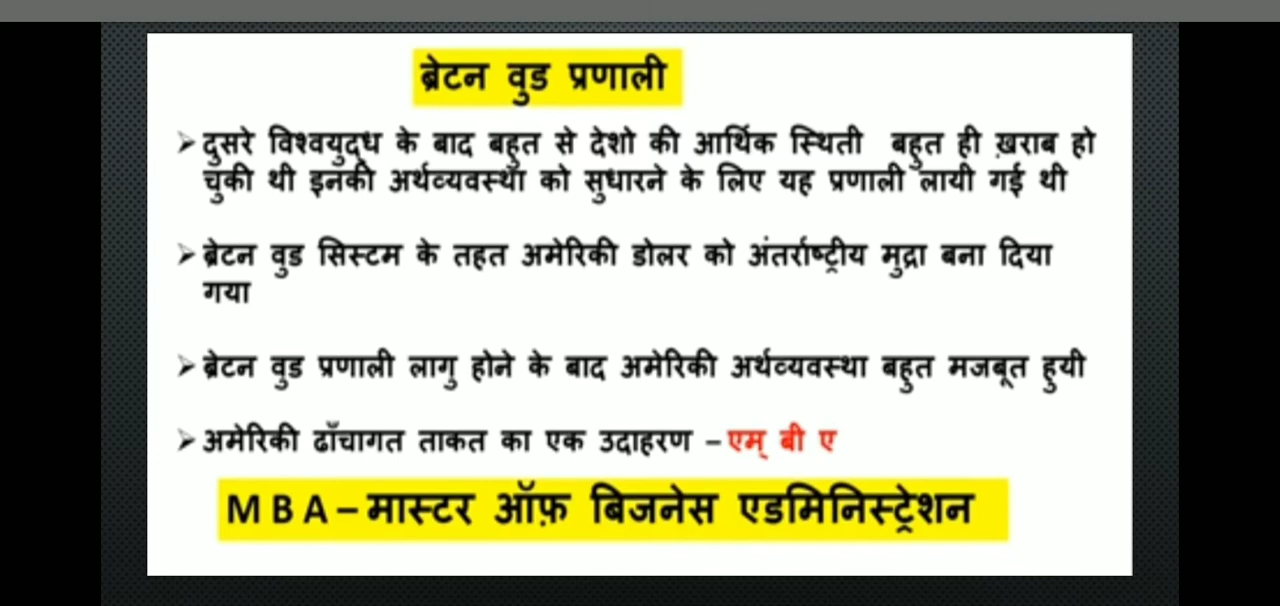 ब्रेटन वुड प्रणाली
➢ दुसरे विश्वयुद्ध के बाद बहुत से देशो की आर्थिक स्थिती बहुत ही ख़राब हो
चुकी थी इनकी अर्थव्यवस्था को सुधारने के लिए यह प्रणाली लायी गई थी
➢ ब्रेटन वुड सिस्टम के तहत अमेरिकी डोलर को अंतर्राष्ट्रीय मुद्रा बना दिया
गया
➢ ब्रेटन वुड प्रणाली लागु होने के बाद अमेरिकी अर्थव्यवस्था बहुत मजबूत हुयी
➢ अमेरिकी ढाँचागत ताकत का एक उदाहरण – एम् बी ए
M B A – मास्टर ऑफ़ बिजनेस एडमिनिस्ट्रेशन